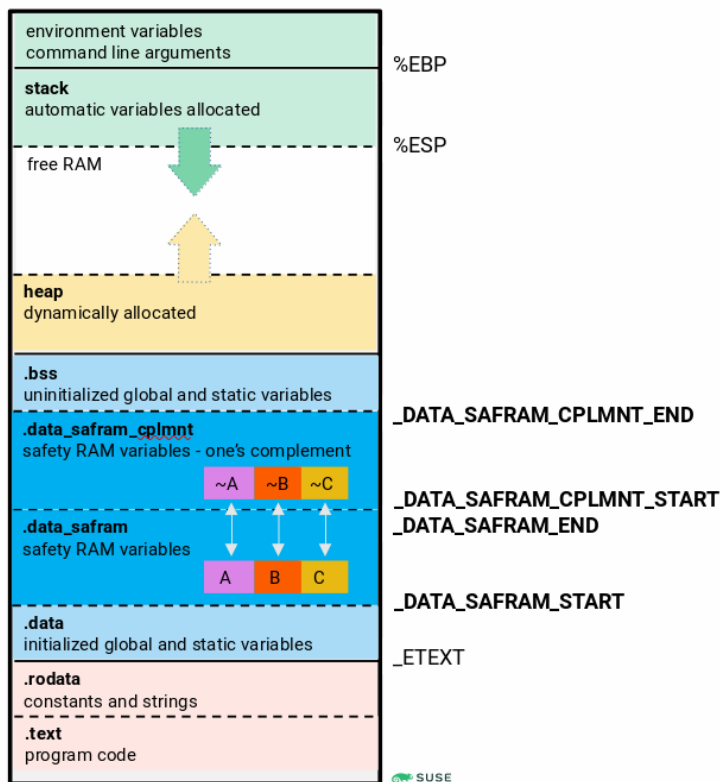 environment variables
command line arguments
%EBP
stack
automatic variables allocated
%ESP
free RAM
heap
dynamically allocated
.bss
uninitialized global and static variables
_DATA_SAFRAM_CPLMNT_END
.data_safram_cplmnt
safety RAM variables - one's complement
~A ~B ~C
_DATA_SAFRAM_CPLMNT_START
_DATA_SAFRAM_END
.data_safram
safety RAM variables
A B C
_DATA_SAFRAM_START
.data
initialized global and static variables
_ETEXT
.rodata
constants and strings
.text
program code
SUSE